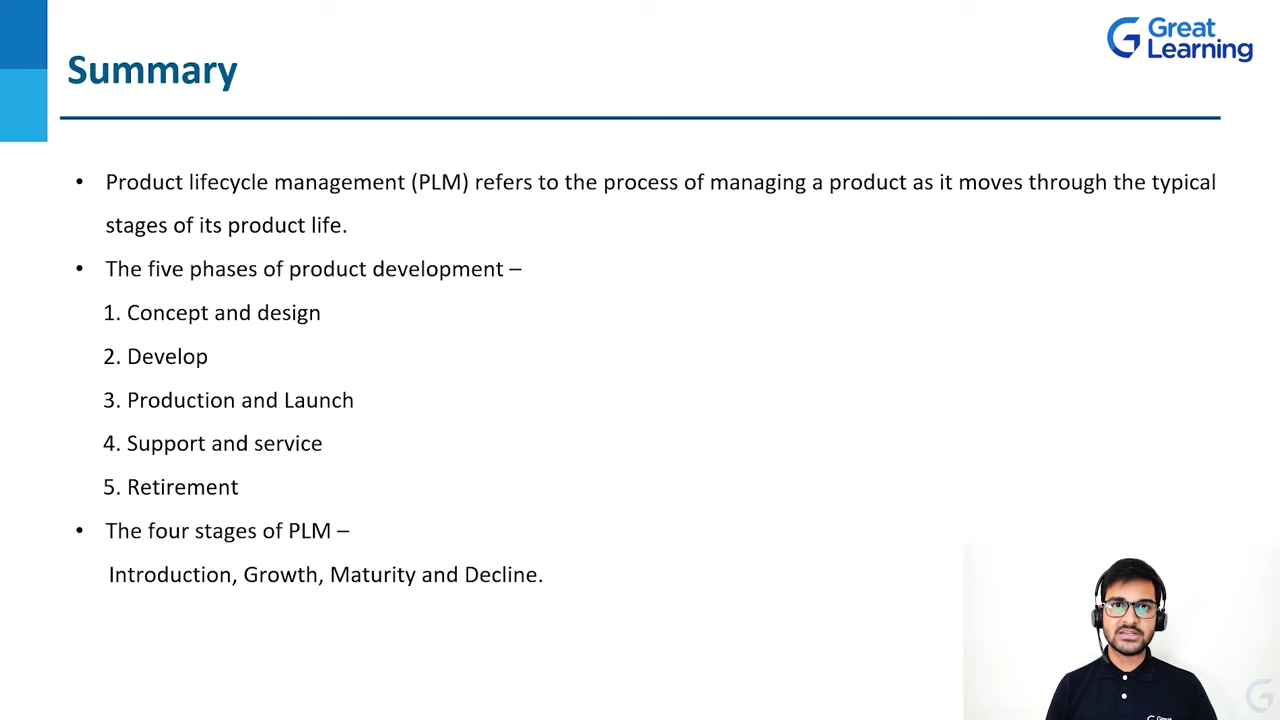 Great
Learning
Summary
• Product lifecycle management (PLM) refers to the process of managing a product as it moves through the typical
stages of its product life.
• The five phases of product development –
1. Concept and design
2. Develop
3. Production and Launch
4. Support and service
5. Retirement
• The four stages of PLM –
Introduction, Growth, Maturity and Decline.
Great